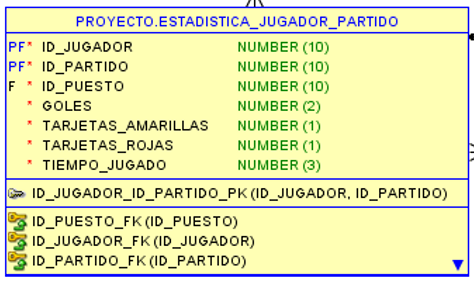 PROYECTO.ESTADISTICA_JUGADOR_PARTIDO
PF* ID_JUGADOR NUMBER (10)
PF* ID_PARTIDO NUMBER (10)
F * ID_PUESTO NUMBER (10)
* GOLES NUMBER (2)
* TARJETAS_AMARILLAS NUMBER (1)
* TARJETAS_ROJAS NUMBER (1)
* TIEMPO_JUGADO NUMBER (3)
ID_JUGADOR_ID_PARTIDO_PK (ID_JUGADOR, ID_PARTIDO)
ID_PUESTO_FK (ID_PUESTO)
ID_JUGADOR_FK (ID_JUGADOR)
ID_PARTIDO_FK (ID_PARTIDO)